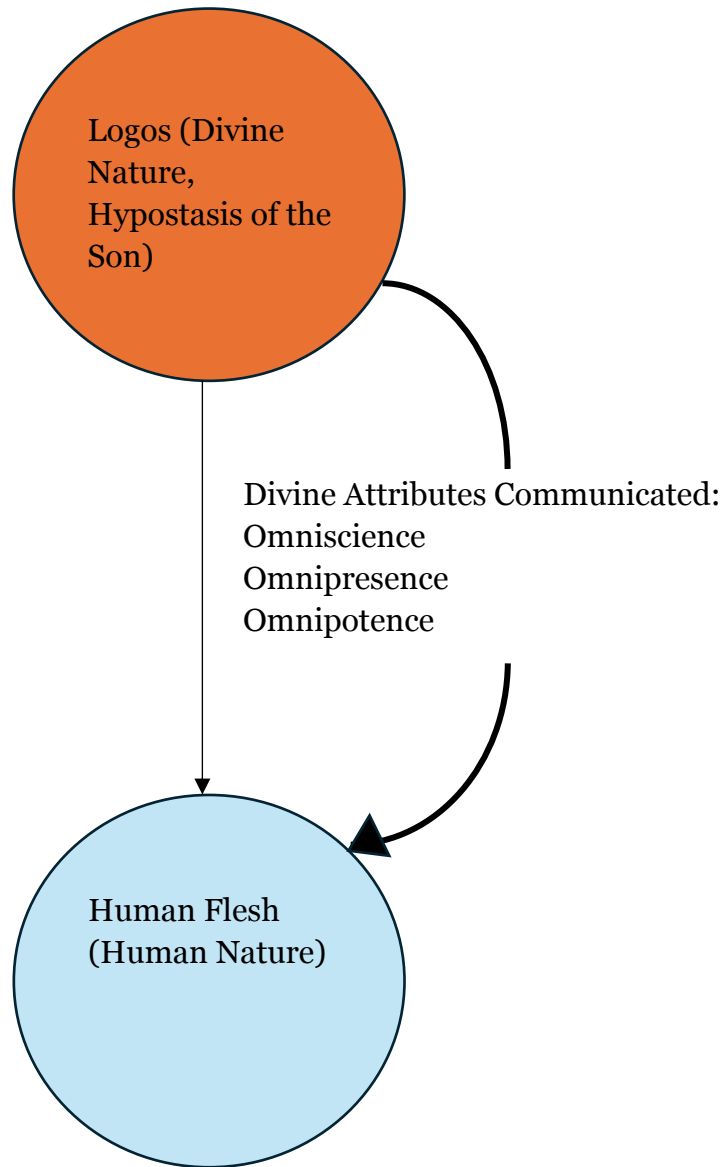 Logos (Divine
Nature,
Hypostasis of the
Son)
Divine Attributes Communicated:
Omniscience
Omnipresence
Omnipotence
Human Flesh
(Human Nature)